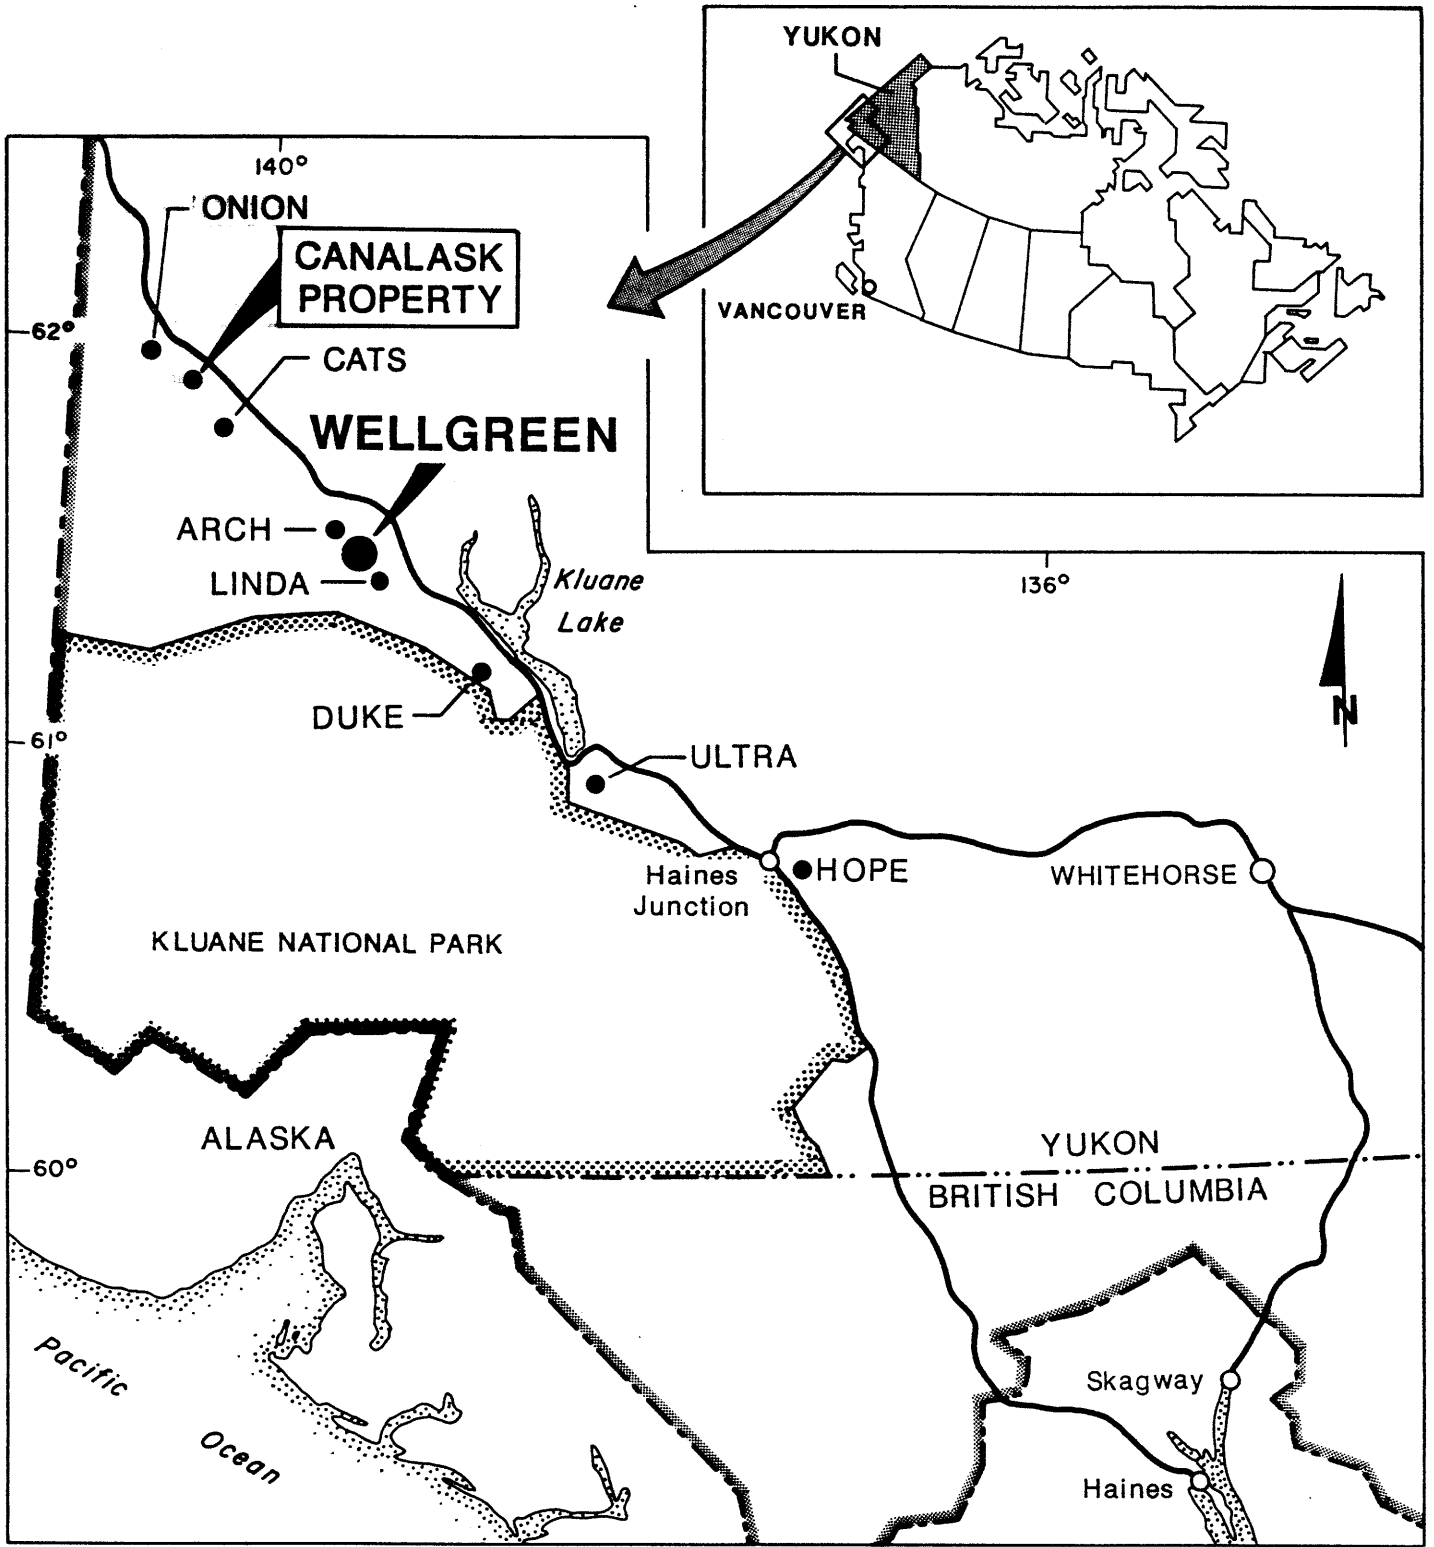 YUKON
VANCOUVER
140°
ONION
CANALASK
PROPERTY
62°
CATS
WELLGREEN
ARCH
LINDA
Kluane
Lake
136°
N
DUKE
61°
ULTRA
Haines
Junction
HOPE
WHITEHORSE
KLUANE NATIONAL PARK
ALASKA
YUKON
60°
BRITISH COLUMBIA
Pacific
Ocean
Skagway
Haines